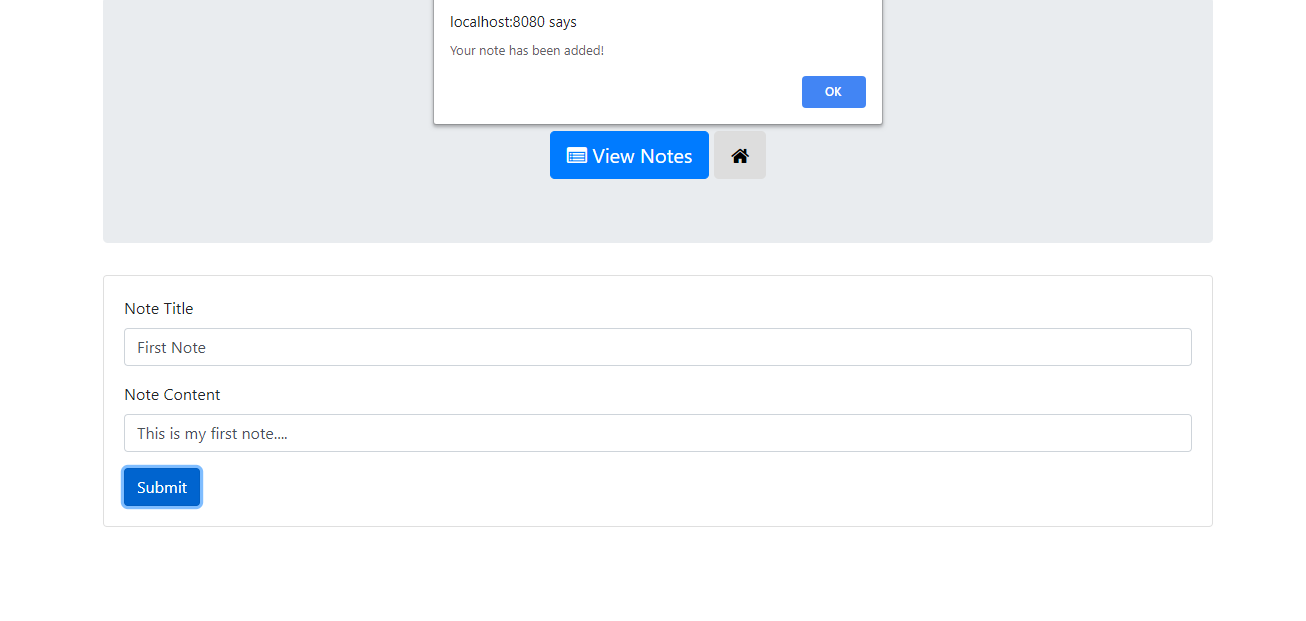 localhost:8080 says
Your note has been added!
OK
View Notes
Note Title
First Note
Note Content
This is my first note....
Submit